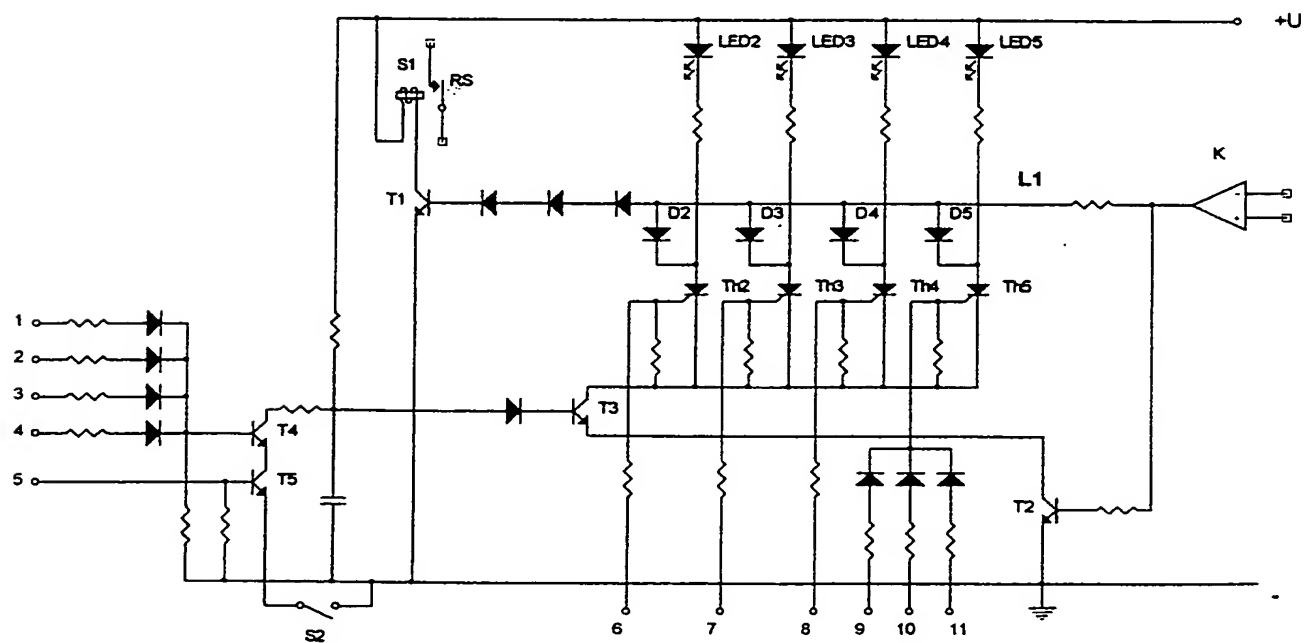 +U
LED2 LED3 LED4 LED5
S1
RS
K
T1
L1
- +
D2 D3 D4 D5
Th2 Th3 Th4 Th5
1
2
3
4
5
T3
T4
T5
T2
S2
6 7 8 9 10 11
-